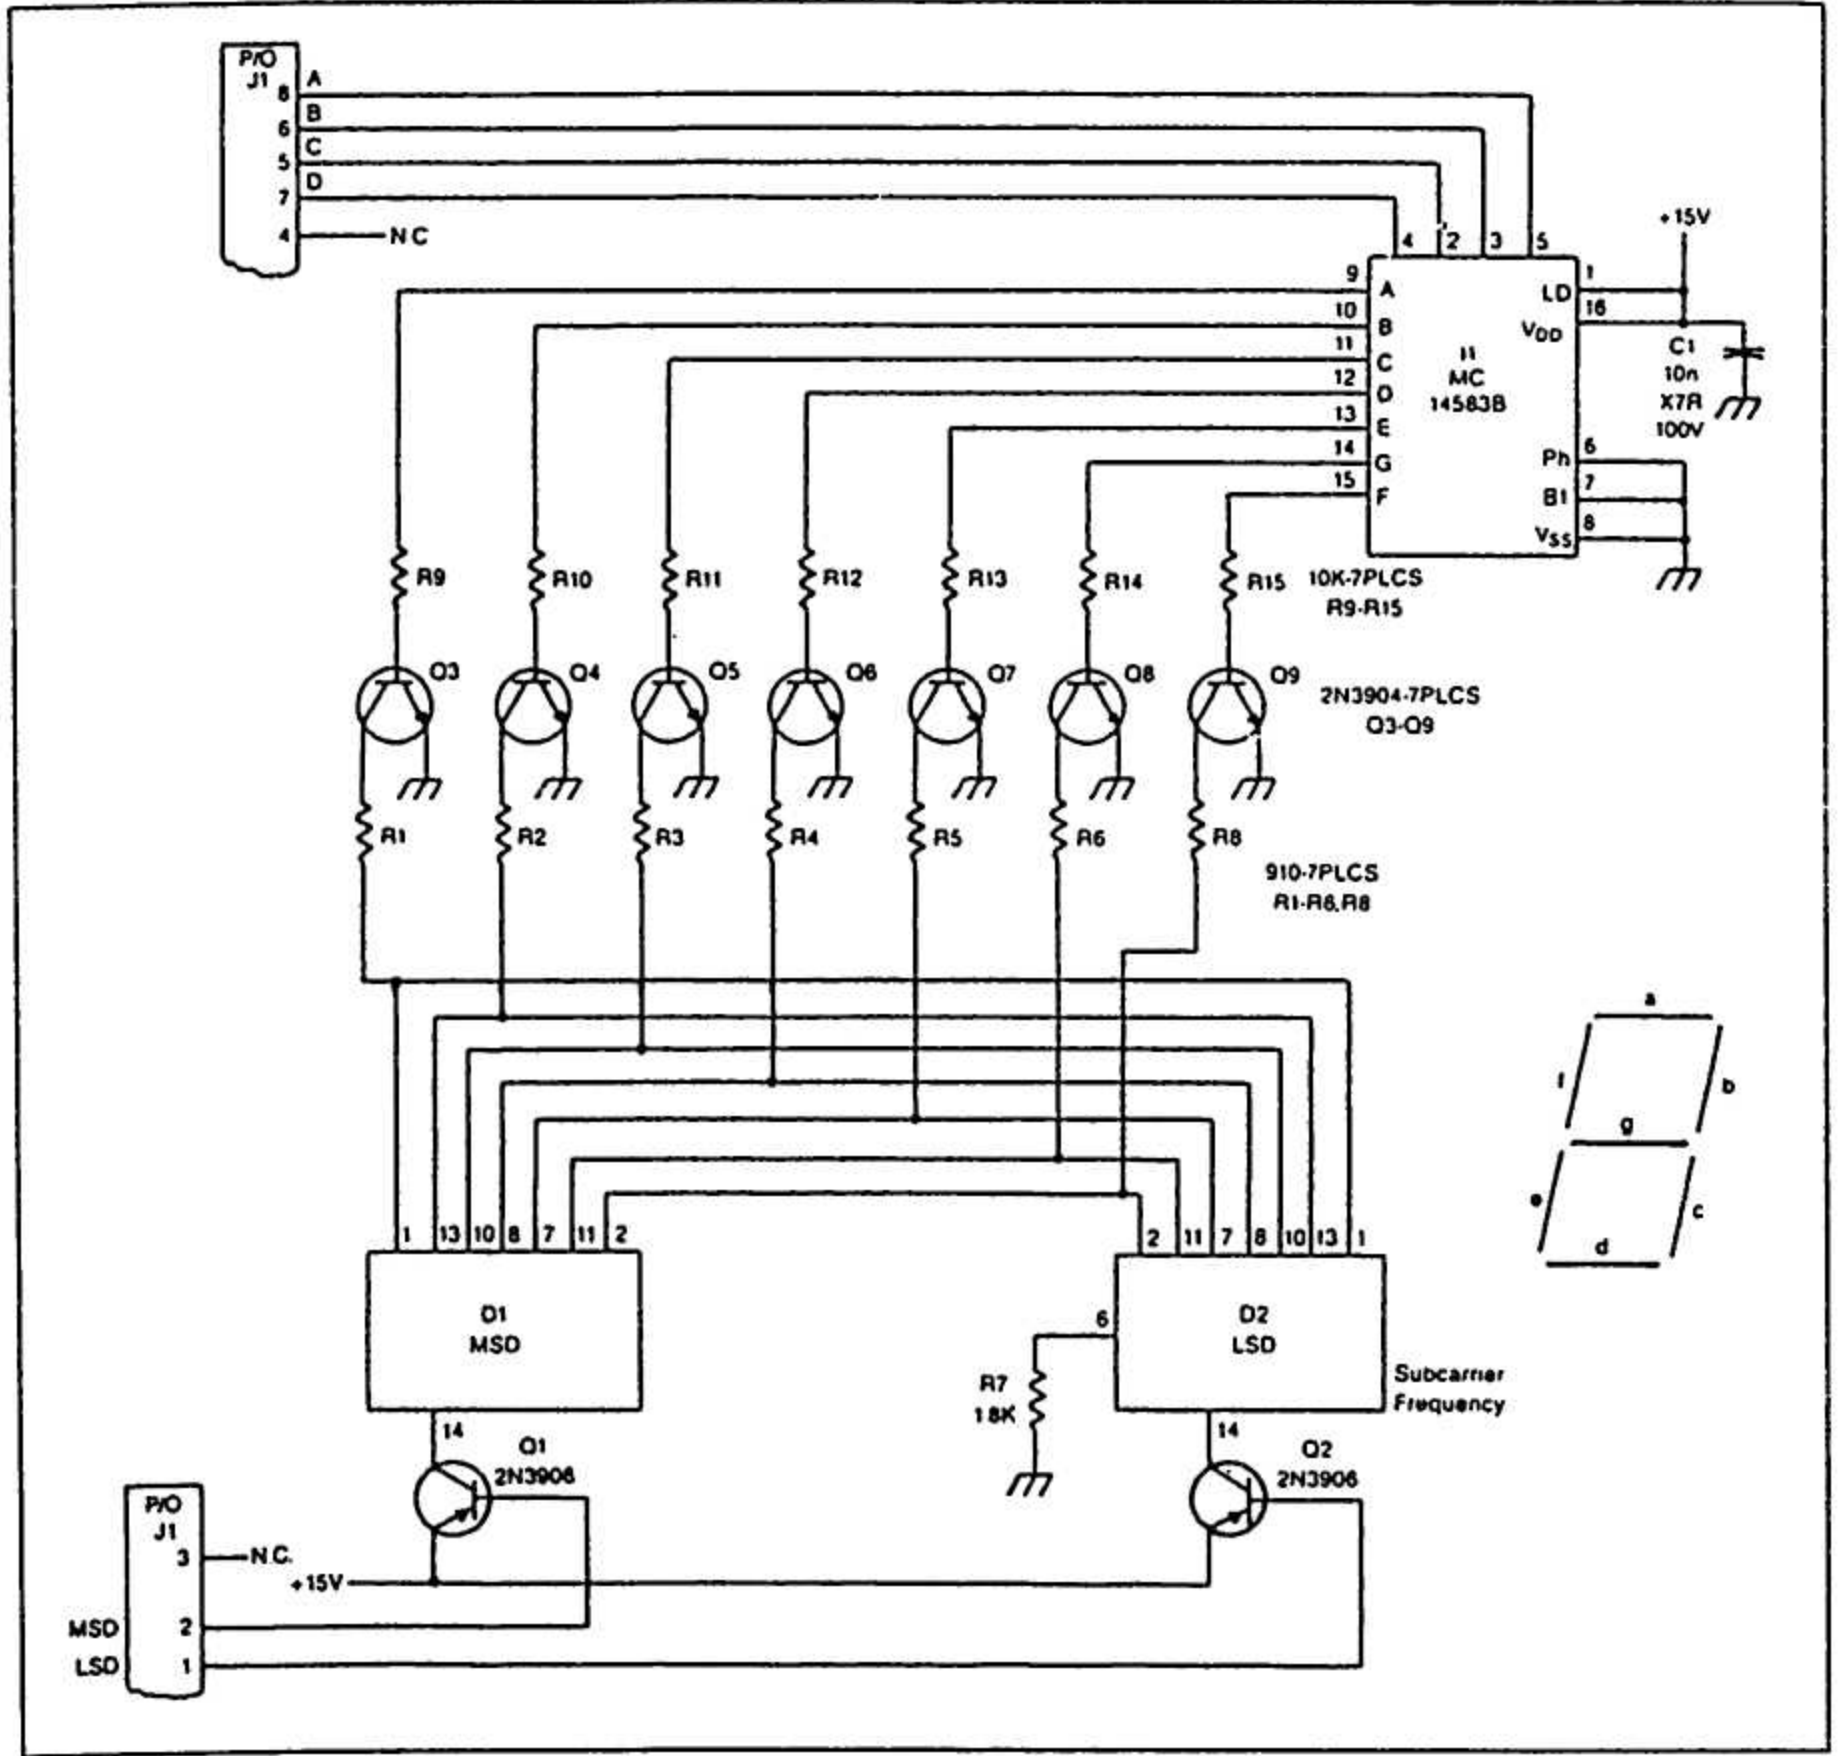 P/O
J1
8 A
6 B
5 C
7 D
4 NC
4 2 3 5
+15V
9 A
10 B
11 C
12 D
13 E
14 G
15 F
I1
MC
14583B
LD 1
VDD 16
Ph 6
BI 7
VSS 8
C1
10n
X7R
100V
R9 R10 R11 R12 R13 R14 R15
10K-7PLCS
R9-R15
Q3 Q4 Q5 Q6 Q7 Q8 Q9
2N3904-7PLCS
Q3-Q9
R1 R2 R3 R4 R5 R6 R8
910-7PLCS
R1-R6,R8
a
f b
g
e c
d
1 13 10 8 7 11 2
2 11 7 8 10 13 1
D1
MSD
D2
LSD
6
R7
1 8K
Subcarrier
Frequency
14
Q1
2N3906
14
Q2
2N3906
P/O
J1
3 N.C.
+15V
MSD 2
LSD 1